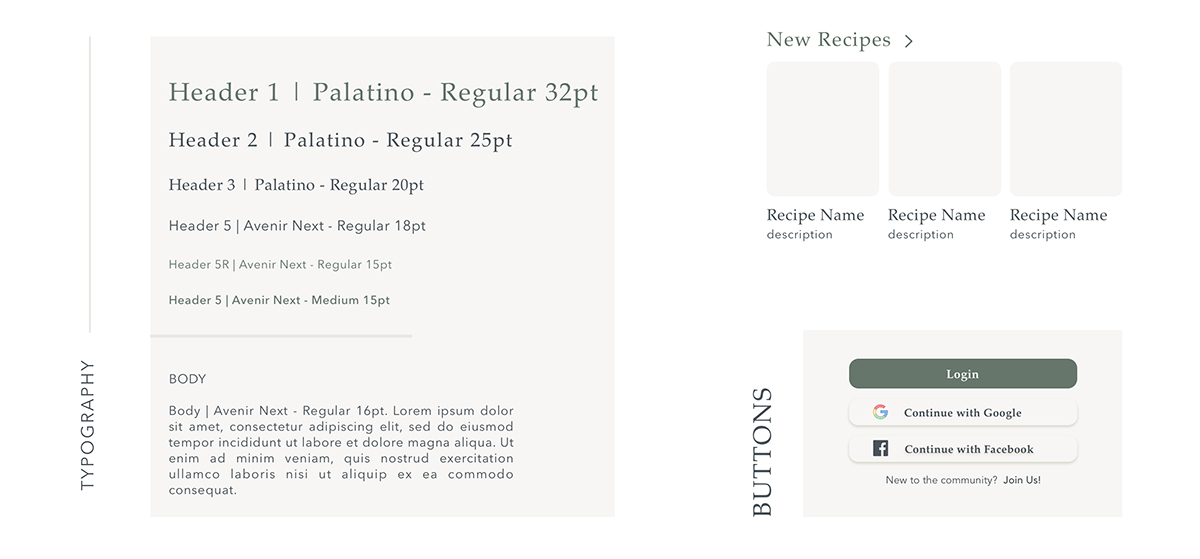 TYPOGRAPHY
Header 1 | Palatino - Regular 32pt
Header 2 | Palatino - Regular 25pt
Header 3 | Palatino - Regular 20pt
Header 5 | Avenir Next - Regular 18pt
Header 5R | Avenir Next - Regular 15pt
Header 5 | Avenir Next - Medium 15pt
BODY
Body | Avenir Next - Regular 16pt. Lorem ipsum dolor
sit amet, consectetur adipiscing elit, sed do eiusmod
tempor incididunt ut labore et dolore magna aliqua. Ut
enim ad minim veniam, quis nostrud exercitation
ullamco laboris nisi ut aliquip ex ea commodo
consequat.
New Recipes >
Recipe Name
description
Recipe Name
description
Recipe Name
description
BUTTONS
Login
Continue with Google
Continue with Facebook
New to the community? Join Us!